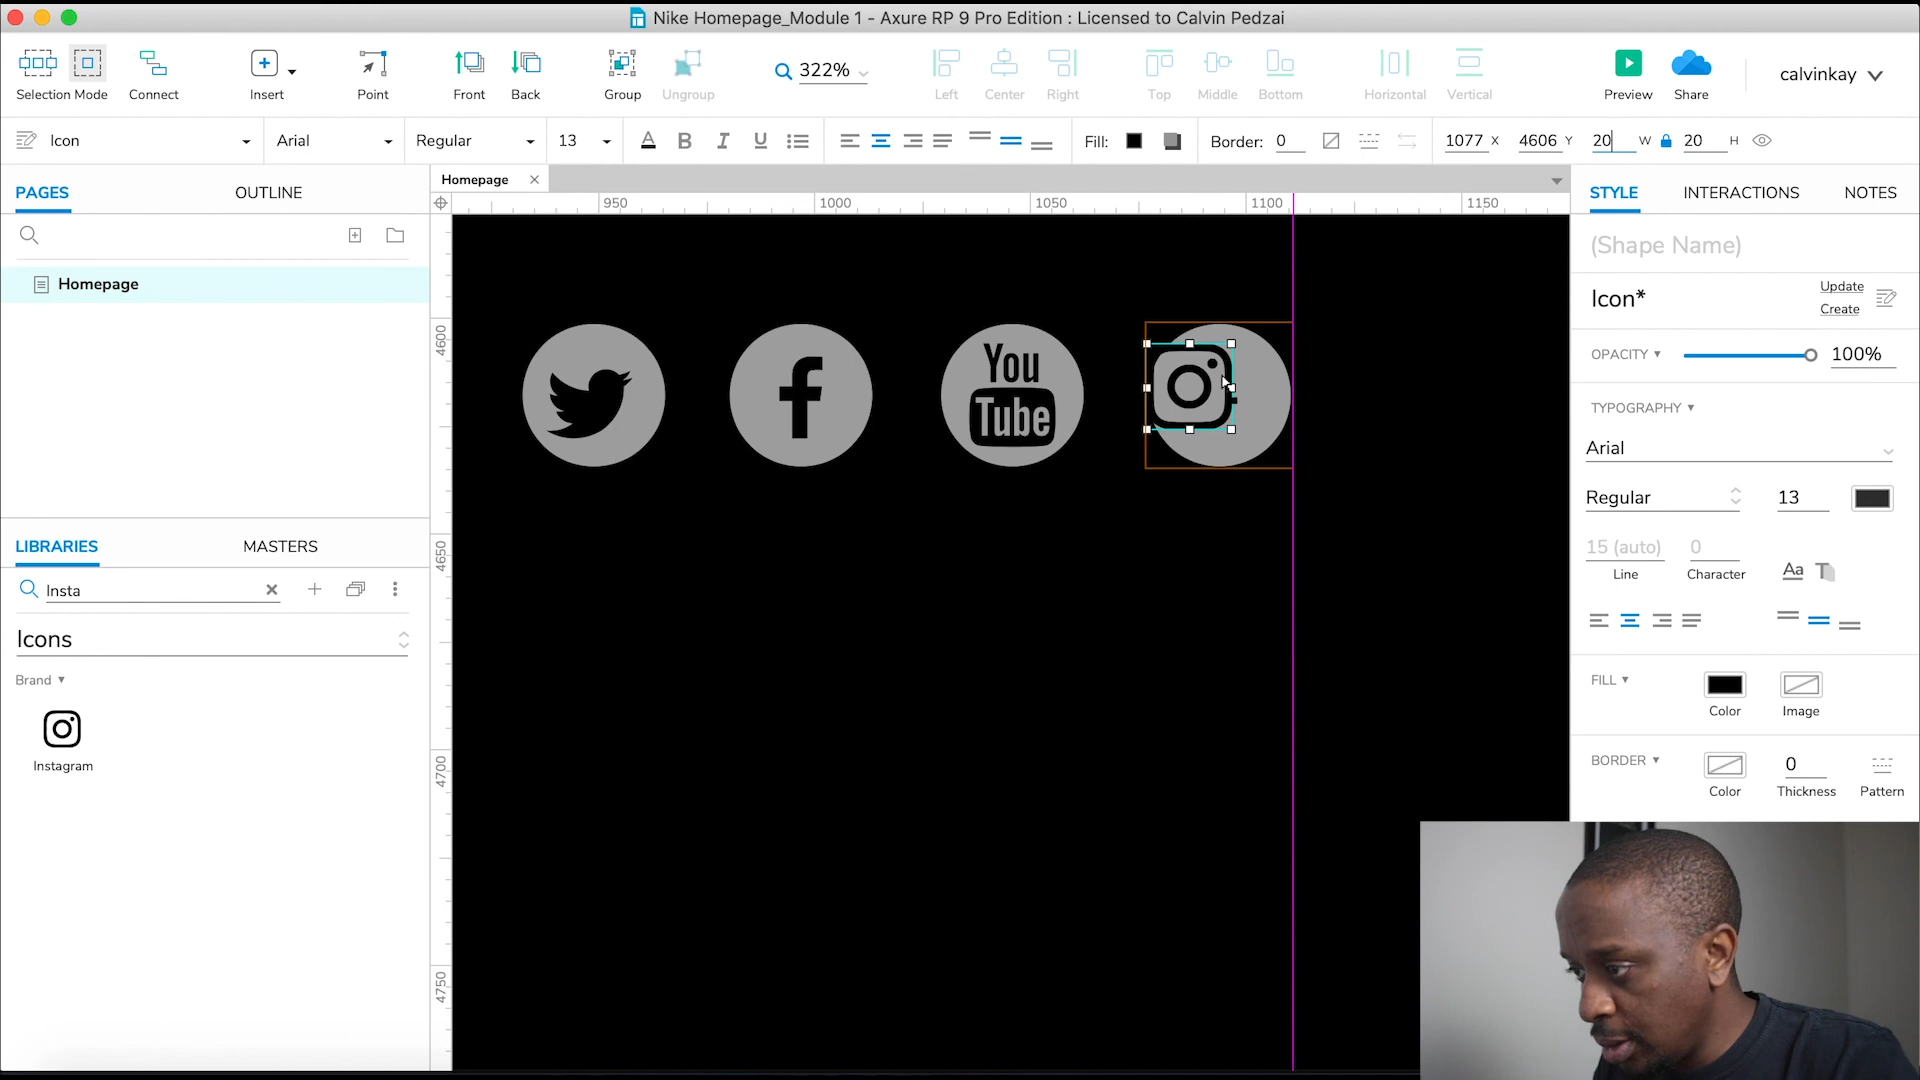 Nike Homepage_Module 1 - Axure RP 9 Pro Edition : Licensed to Calvin Pedzai
322%
calvinkay
Selection Mode Connect Insert Point Front Back Group Ungroup Left Center Right Top Middle Bottom Horizontal Vertical Preview Share
Icon Arial Regular 13 A B I U Fill: Border: 0 1077 X 4606 Y 20 W 20 H
PAGES OUTLINE
Homepage
Homepage
LIBRARIES MASTERS
Insta
Icons
Brand
Instagram
Homepage
950 1000 1050 1100 1150
4600
4650
4700
4750
f
You
Tube
STYLE INTERACTIONS NOTES
(Shape Name)
Icon* Update
Create
OPACITY 100%
TYPOGRAPHY
Arial
Regular 13
15 (auto) 0
Line Character Aa T
FILL
Color Image
BORDER 0
Color Thickness Pattern